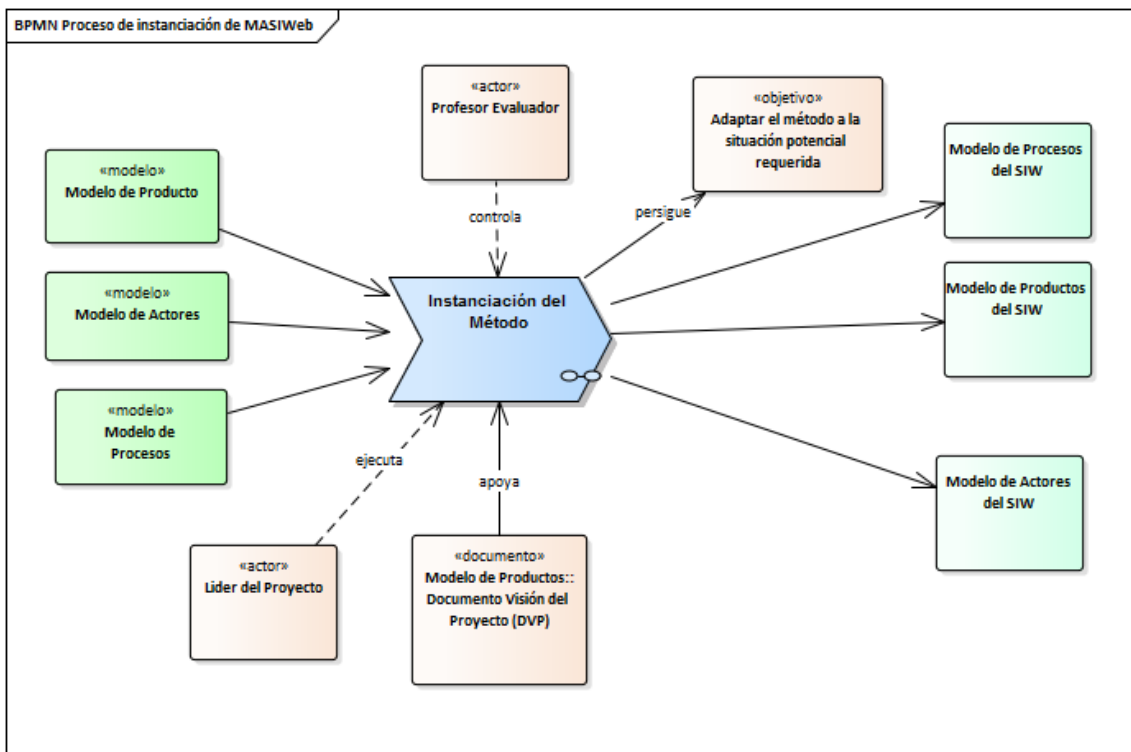 BPMN Proceso de instanciación de MASIWeb
«actor»
Profesor Evaluador
«objetivo»
Adaptar el método a la
situación potencial
requerida
Modelo de Procesos
del SIW
«modelo»
Modelo de Producto
controla
persigue
«modelo»
Modelo de Actores
Instanciación del
Método
Modelo de Productos
del SIW
«modelo»
Modelo de
Procesos
ejecuta
apoya
Modelo de Actores
del SIW
«actor»
Lider del Proyecto
«documento»
Modelo de Productos::
Documento Visión del
Proyecto (DVP)